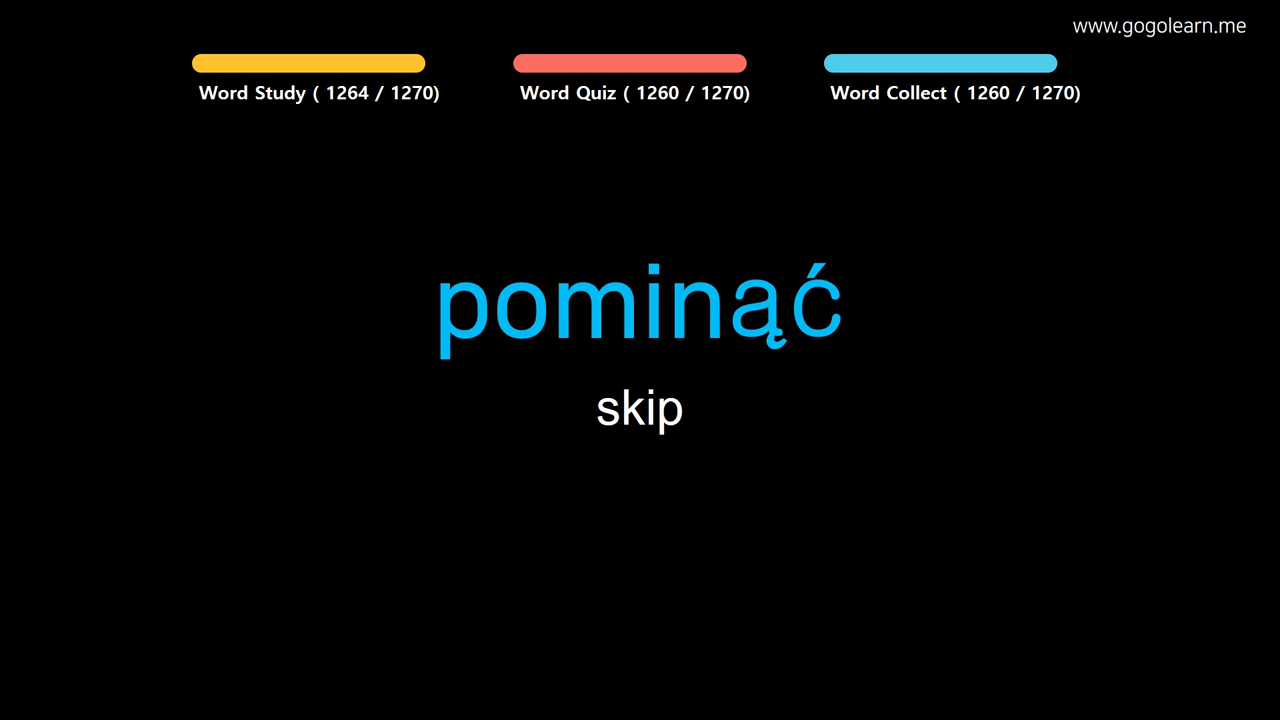 www.gogolearn.me
Word Study ( 1264 / 1270)
Word Quiz ( 1260 / 1270)
Word Collect ( 1260 / 1270)
pominąć
skip